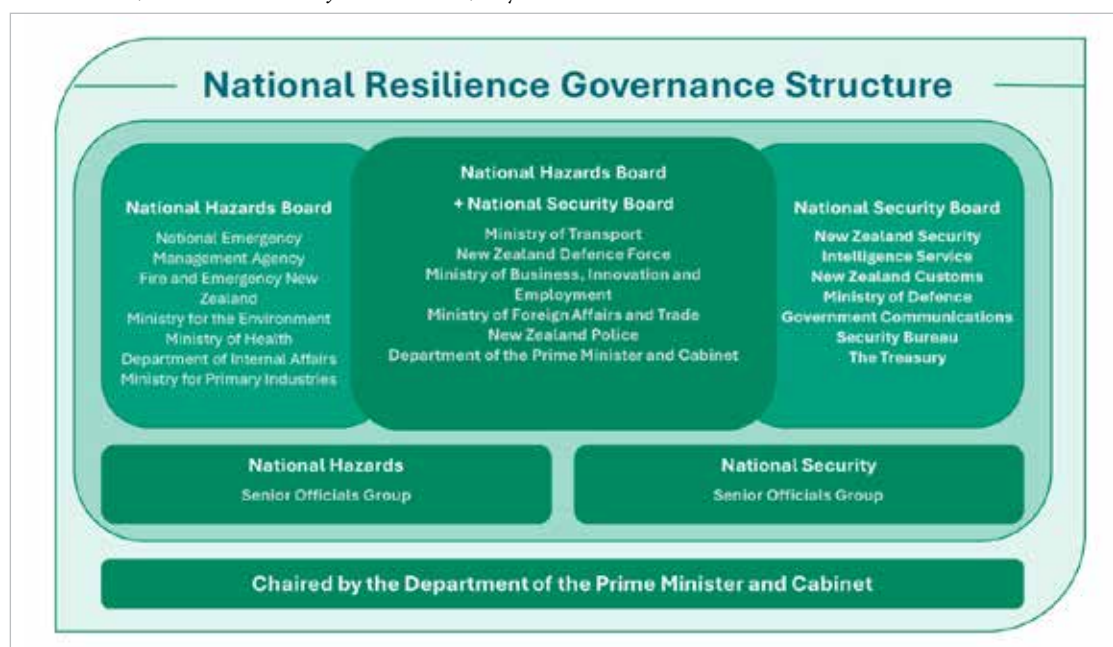 National Resilience Governance Structure
National Hazards Board
National Emergency
Management Agency
Fire and Emergency New
Zealand
Ministry for the Environment
Ministry of Health
Department of Internal Affairs
Ministry for Primary Industries
National Hazards Board
+ National Security Board
Ministry of Transport
New Zealand Defence Force
Ministry of Business, Innovation and
Employment
Ministry of Foreign Affairs and Trade
New Zealand Police
Department of the Prime Minister and Cabinet
National Security Board
New Zealand Security
Intelligence Service
New Zealand Customs
Ministry of Defence
Government Communications
Security Bureau
The Treasury
National Hazards
Senior Officials Group
National Security
Senior Officials Group
Chaired by the Department of the Prime Minister and Cabinet